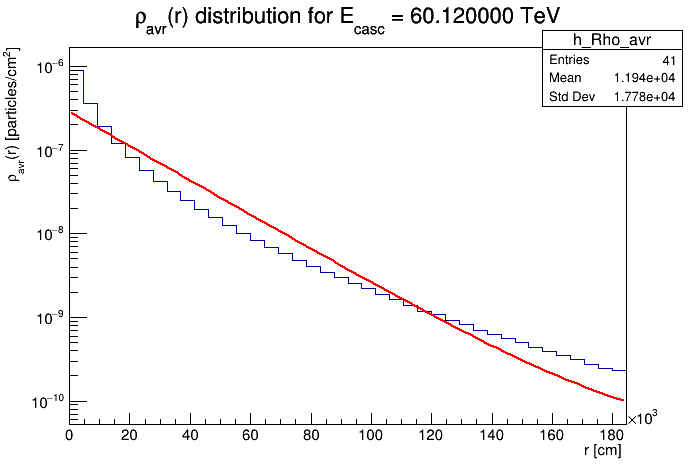 ρavr(r) distribution for Ecasc = 60.120000 TeV
h_Rho_avr
Entries 41
Mean 1.194e+04
Std Dev 1.778e+04
ρavr(r) [particles/cm2]
10−6
10−7
10−8
10−9
10−10
0 20 40 60 80 100 120 140 160 180
×103
r [cm]